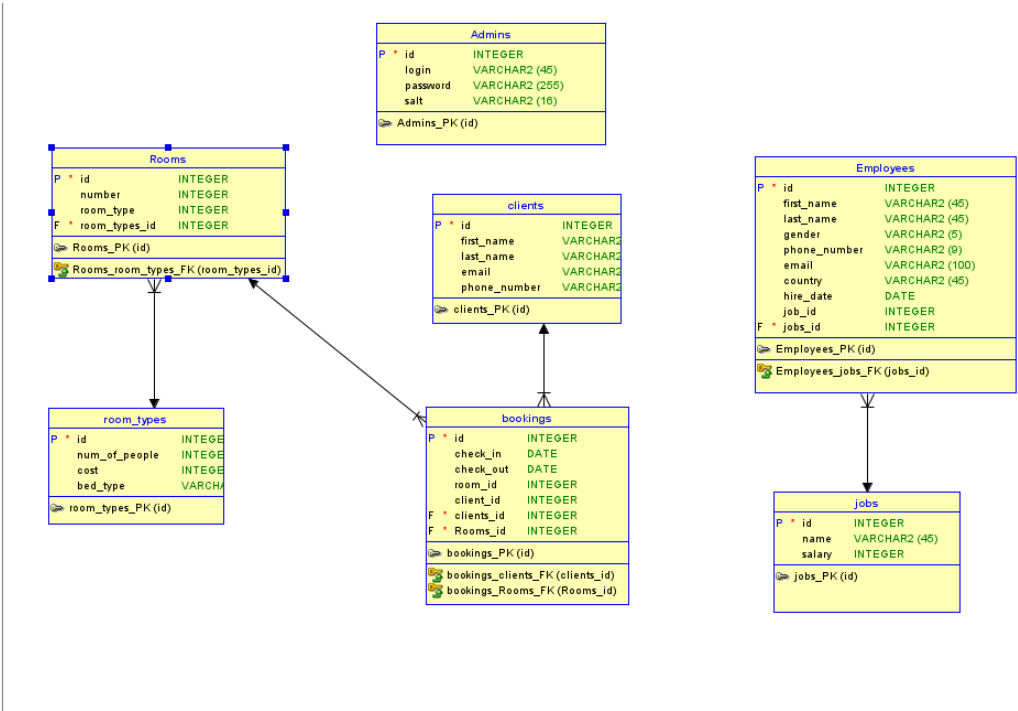 Admins
P * id INTEGER
login VARCHAR2 (45)
password VARCHAR2 (255)
salt VARCHAR2 (16)
Admins_PK (id)
Rooms
P * id INTEGER
number INTEGER
room_type INTEGER
F * room_types_id INTEGER
Rooms_PK (id)
Rooms_room_types_FK (room_types_id)
clients
P * id INTEGER
first_name VARCHAR2
last_name VARCHAR2
email VARCHAR2
phone_number VARCHAR2
clients_PK (id)
Employees
P * id INTEGER
first_name VARCHAR2 (45)
last_name VARCHAR2 (45)
gender VARCHAR2 (5)
phone_number VARCHAR2 (9)
email VARCHAR2 (100)
country VARCHAR2 (45)
hire_date DATE
job_id INTEGER
F * jobs_id INTEGER
Employees_PK (id)
Employees_jobs_FK (jobs_id)
room_types
P * id INTEGE
num_of_people INTEGE
cost INTEGE
bed_type VARCHA
room_types_PK (id)
bookings
P * id INTEGER
check_in DATE
check_out DATE
room_id INTEGER
client_id INTEGER
F * clients_id INTEGER
F * Rooms_id INTEGER
bookings_PK (id)
bookings_clients_FK (clients_id)
bookings_Rooms_FK (Rooms_id)
jobs
P * id INTEGER
name VARCHAR2 (45)
salary INTEGER
jobs_PK (id)